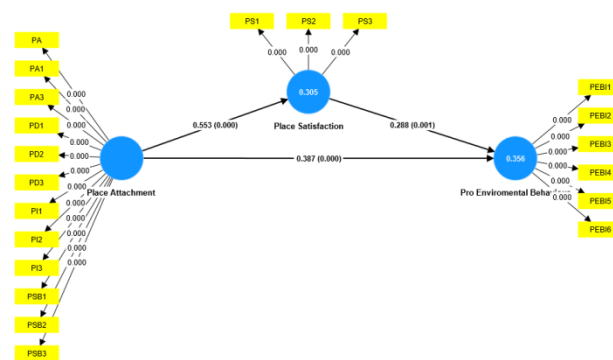 PS1 PS2 PS3
0.000 0.000 0.000
0.305
Place Satisfaction
PA
PA1
PA3
PD1
PD2
PD3
PI1
PI2
PI3
PSB1
PSB2
PSB3
0.000
0.000
0.000
0.000
0.000
0.000
0.000
0.000
0.000
0.000
0.000
0.000
Place Attachment
0.553 (0.000)
0.288 (0.001)
0.387 (0.000)
0.356
Pro Enviromental Behaviour
0.000
0.000
0.000
0.000
0.000
0.000
PEBI1
PEBI2
PEBI3
PEBI4
PEBI5
PEBI6